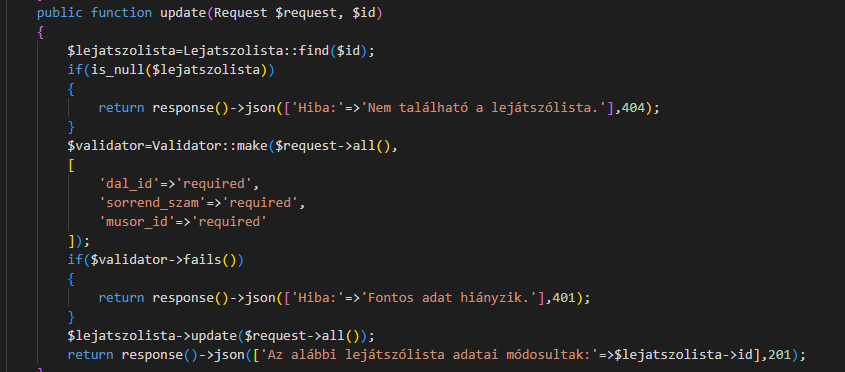 public function update(Request $request, $id)
{
$lejatszolista=Lejatszolista::find($id);
if(is_null($lejatszolista))
{
return response()->json(['Hiba:'=>'Nem található a lejátszólista.'],404);
}
$validator=Validator::make($request->all(),
[
'dal_id'=>'required',
'sorrend_szam'=>'required',
'musor_id'=>'required'
]);
if($validator->fails())
{
return response()->json(['Hiba:'=>'Fontos adat hiányzik.'],401);
}
$lejatszolista->update($request->all());
return response()->json(['Az alábbi lejátszólista adatai módosultak:'=>$lejatszolista->id],201);